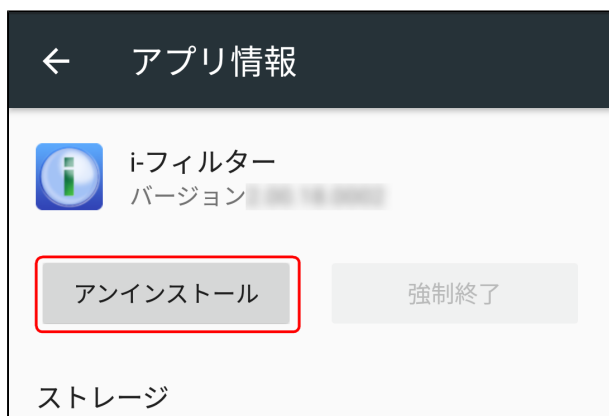 アプリ情報
i-フィルター
バージョン
アンインストール
強制終了
ストレージ